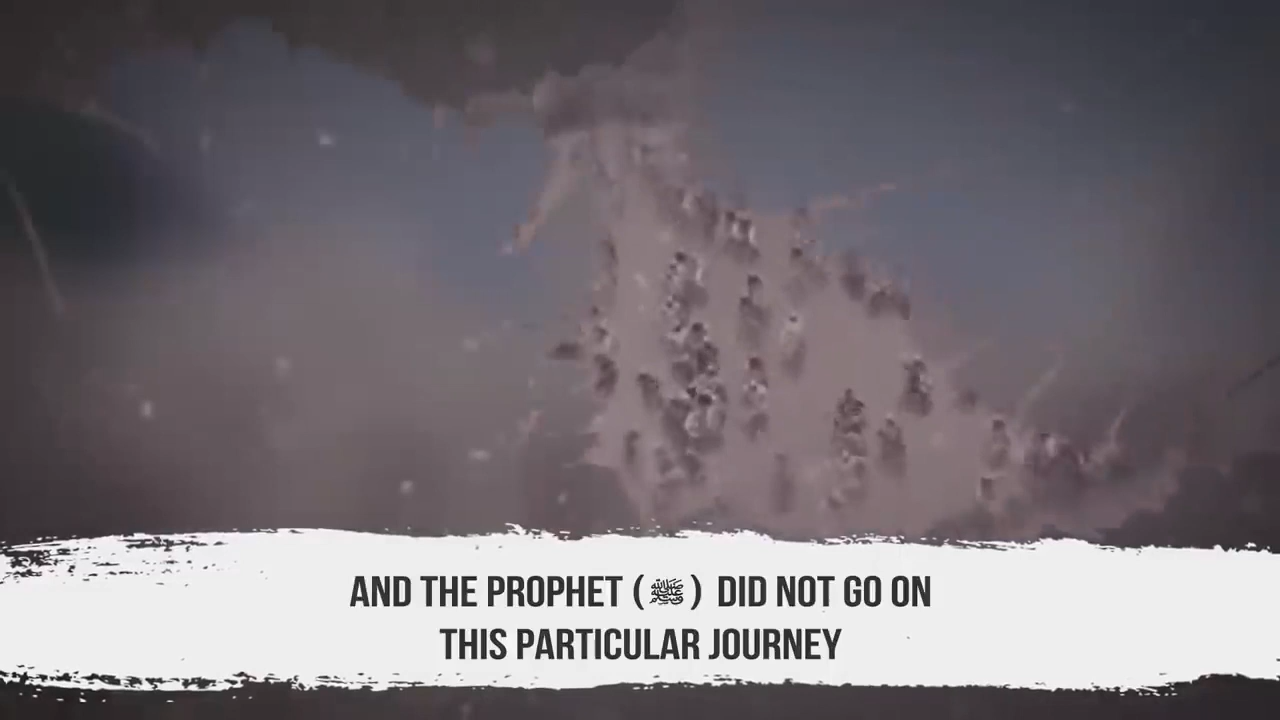 AND THE PROPHET (ﷺ) DID NOT GO ON
THIS PARTICULAR JOURNEY